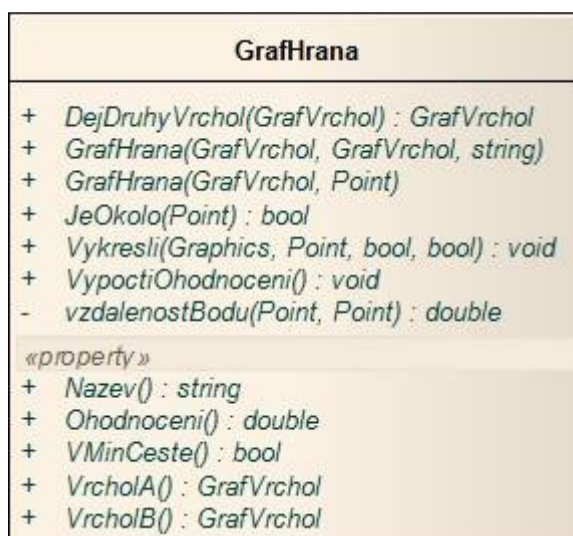 GrafHrana
+ DejDruhyVrchol(GrafVrchol) : GrafVrchol
+ GrafHrana(GrafVrchol, GrafVrchol, string)
+ GrafHrana(GrafVrchol, Point)
+ JeOkolo(Point) : bool
+ Vykresli(Graphics, Point, bool, bool) : void
+ VypoctiOhodnoceni() : void
- vzdalenostBodu(Point, Point) : double
«property»
+ Nazev() : string
+ Ohodnoceni() : double
+ VMinCeste() : bool
+ VrcholA() : GrafVrchol
+ VrcholB() : GrafVrchol